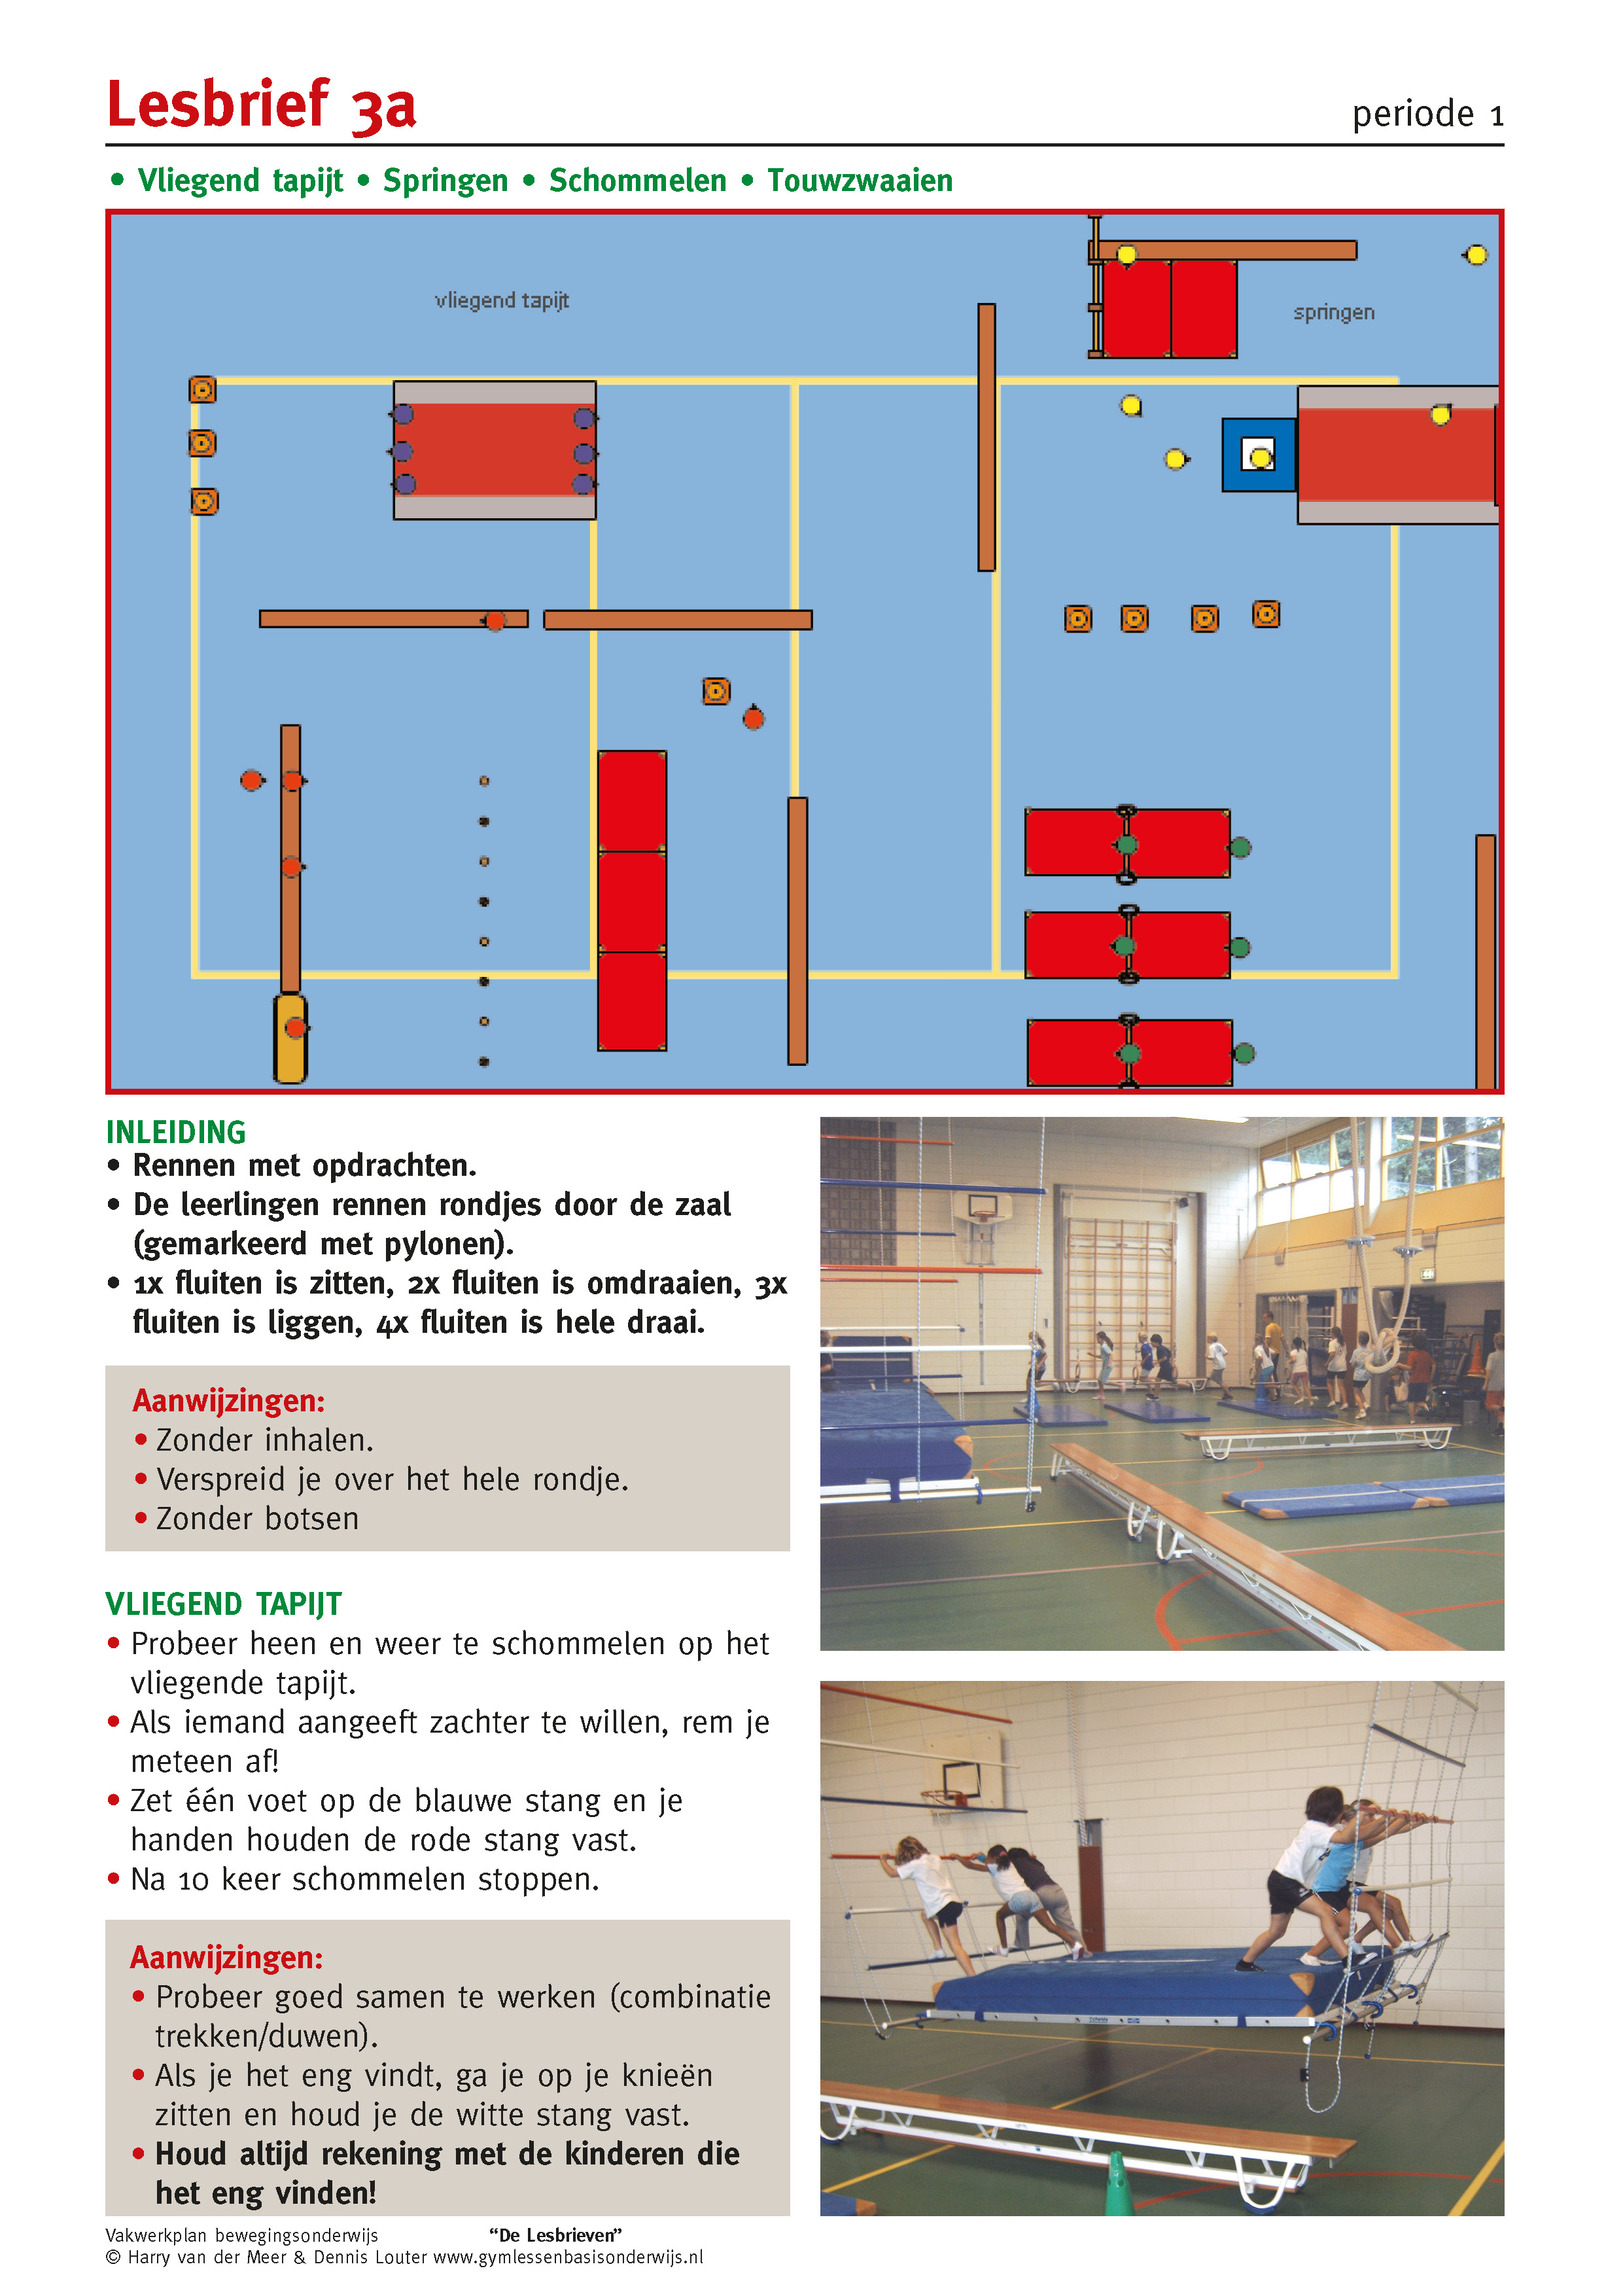 Lesbrief 3a
periode 1
• Vliegend tapijt • Springen • Schommelen • Touwzwaaien
vliegend tapijt
springen
INLEIDING
• Rennen met opdrachten.
• De leerlingen rennen rondjes door de zaal
(gemarkeerd met pylonen).
• 1x fluiten is zitten, 2x fluiten is omdraaien, 3x
fluiten is liggen, 4x fluiten is hele draai.
Aanwijzingen:
• Zonder inhalen.
• Verspreid je over het hele rondje.
• Zonder botsen
VLIEGEND TAPIJT
• Probeer heen en weer te schommelen op het
vliegende tapijt.
• Als iemand aangeeft zachter te willen, rem je
meteen af!
• Zet één voet op de blauwe stang en je
handen houden de rode stang vast.
• Na 10 keer schommelen stoppen.
Aanwijzingen:
• Probeer goed samen te werken (combinatie
trekken/duwen).
• Als je het eng vindt, ga je op je knieën
zitten en houd je de witte stang vast.
• Houd altijd rekening met de kinderen die
het eng vinden!
Vakwerkplan bewegingsonderwijs “De Lesbrieven”
© Harry van der Meer & Dennis Louter www.gymlessenbasisonderwijs.nl